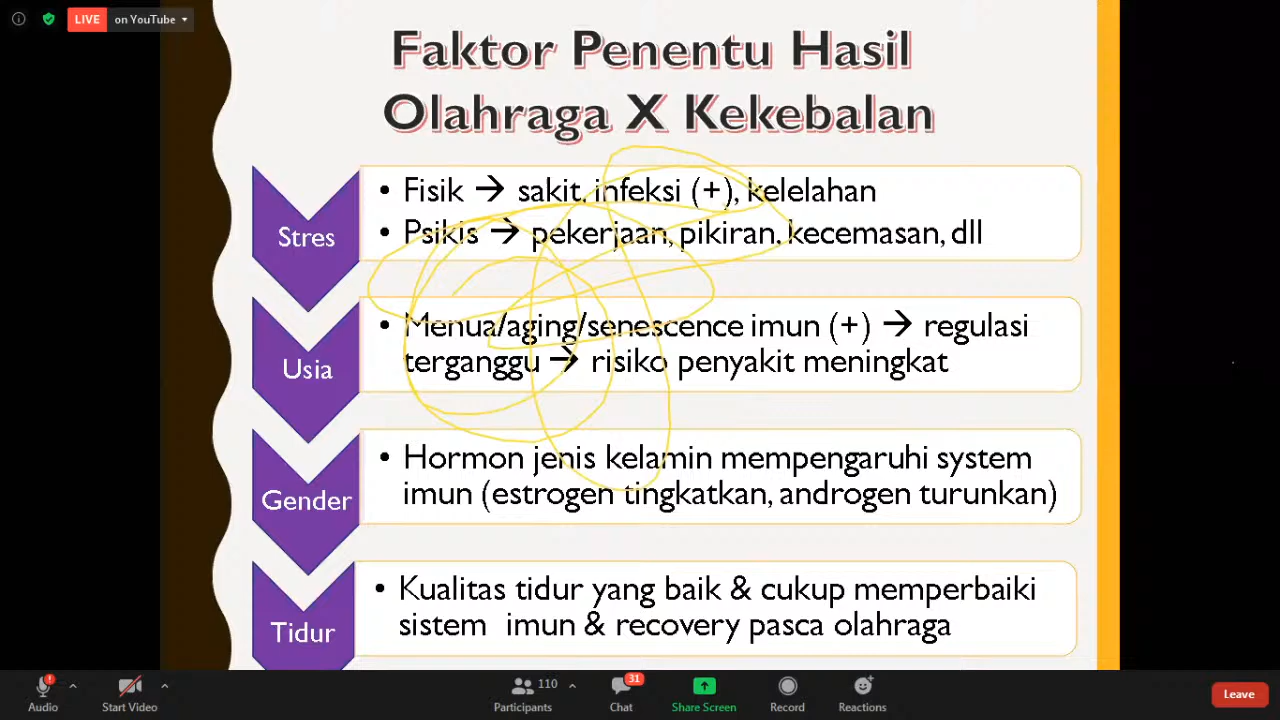 LIVE on YouTube
Faktor Penentu Hasil
Olahraga X Kekebalan
Stres
• Fisik → sakit, infeksi (+), kelelahan
• Psikis → pekerjaan, pikiran, kecemasan, dll
Usia
• Menua/aging/senescence imun (+) → regulasi
terganggu → risiko penyakit meningkat
Gender
• Hormon jenis kelamin mempengaruhi system
imun (estrogen tingkatkan, androgen turunkan)
Tidur
• Kualitas tidur yang baik & cukup memperbaiki
sistem imun & recovery pasca olahraga
Audio
Start Video
110
Participants
31
Chat
Share Screen
Record
Reactions
Leave